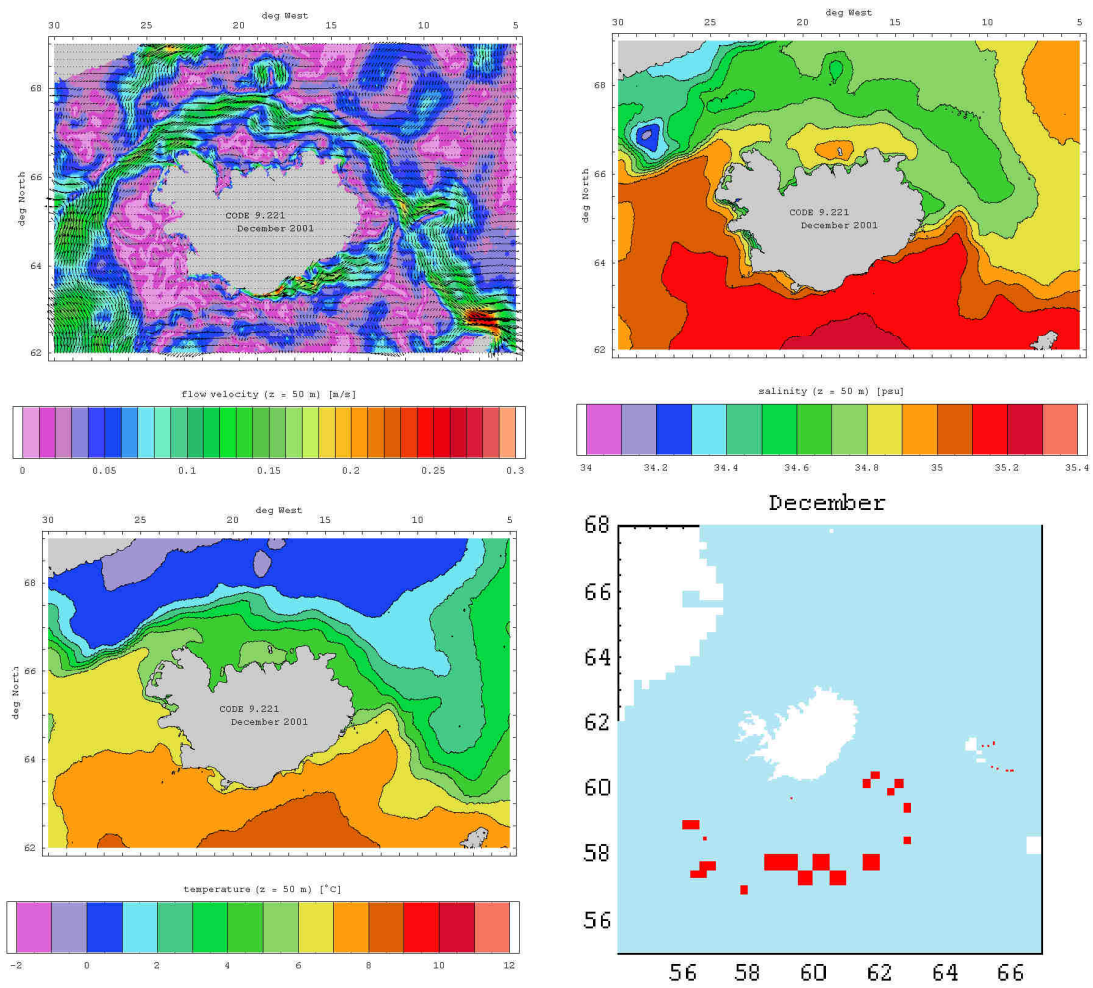 deg West
30 25 20 15 10 5
68
66
64
62
deg North
CODE 9.221
December 2001
flow velocity (z = 50 m) [m/s]
0 0.05 0.1 0.15 0.2 0.25 0.3
deg West
30 25 20 15 10 5
68
66
64
62
deg North
CODE 9.221
December 2001
salinity (z = 50 m) [psu]
34 34.2 34.4 34.6 34.8 35 35.2 35.4
deg West
30 25 20 15 10 5
68
66
64
62
deg North
CODE 9.221
December 2001
temperature (z = 50 m) [°C]
-2 0 2 4 6 8 10 12
December
68
66
64
62
60
58
56
56 58 60 62 64 66